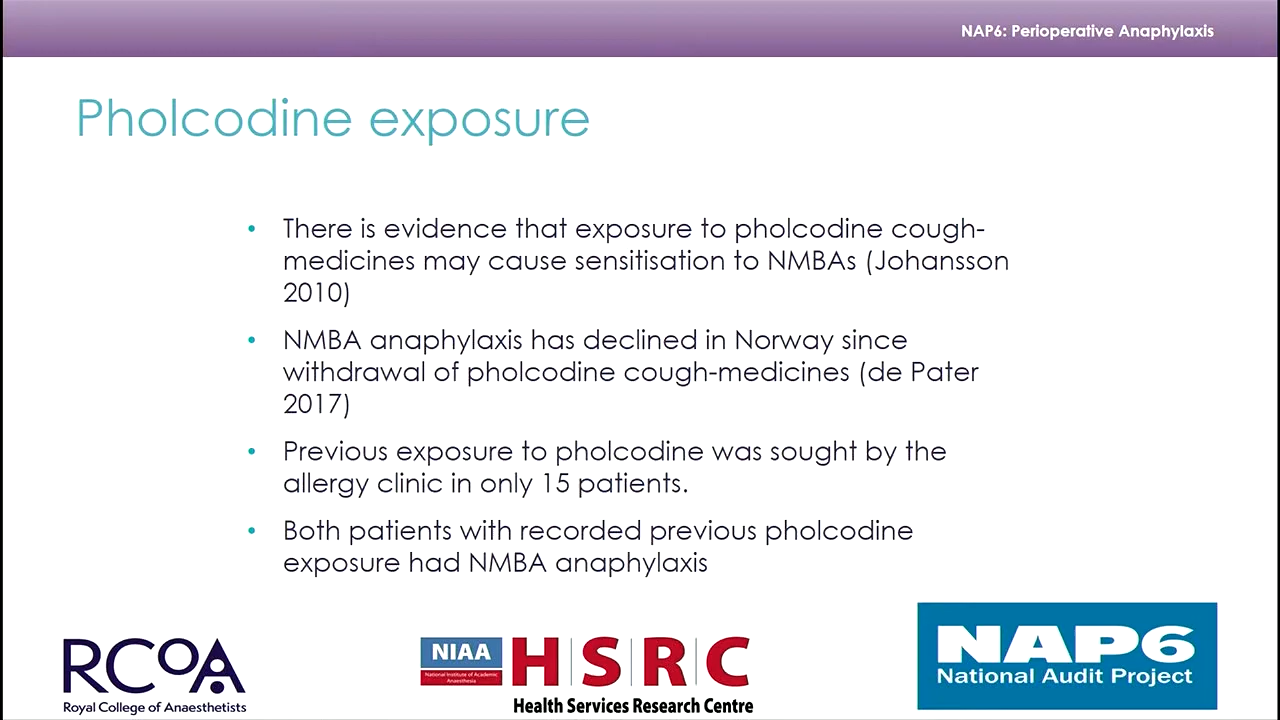 NAP6: Perioperative Anaphylaxis
Pholcodine exposure
• There is evidence that exposure to pholcodine cough-
medicines may cause sensitisation to NMBAs (Johansson
2010)
• NMBA anaphylaxis has declined in Norway since
withdrawal of pholcodine cough-medicines (de Pater
2017)
• Previous exposure to pholcodine was sought by the
allergy clinic in only 15 patients.
• Both patients with recorded previous pholcodine
exposure had NMBA anaphylaxis
RCOA
Royal College of Anaesthetists
NIAA
National Institute of Academic
Anaesthesia
HSRC
Health Services Research Centre
NAP6
National Audit Project